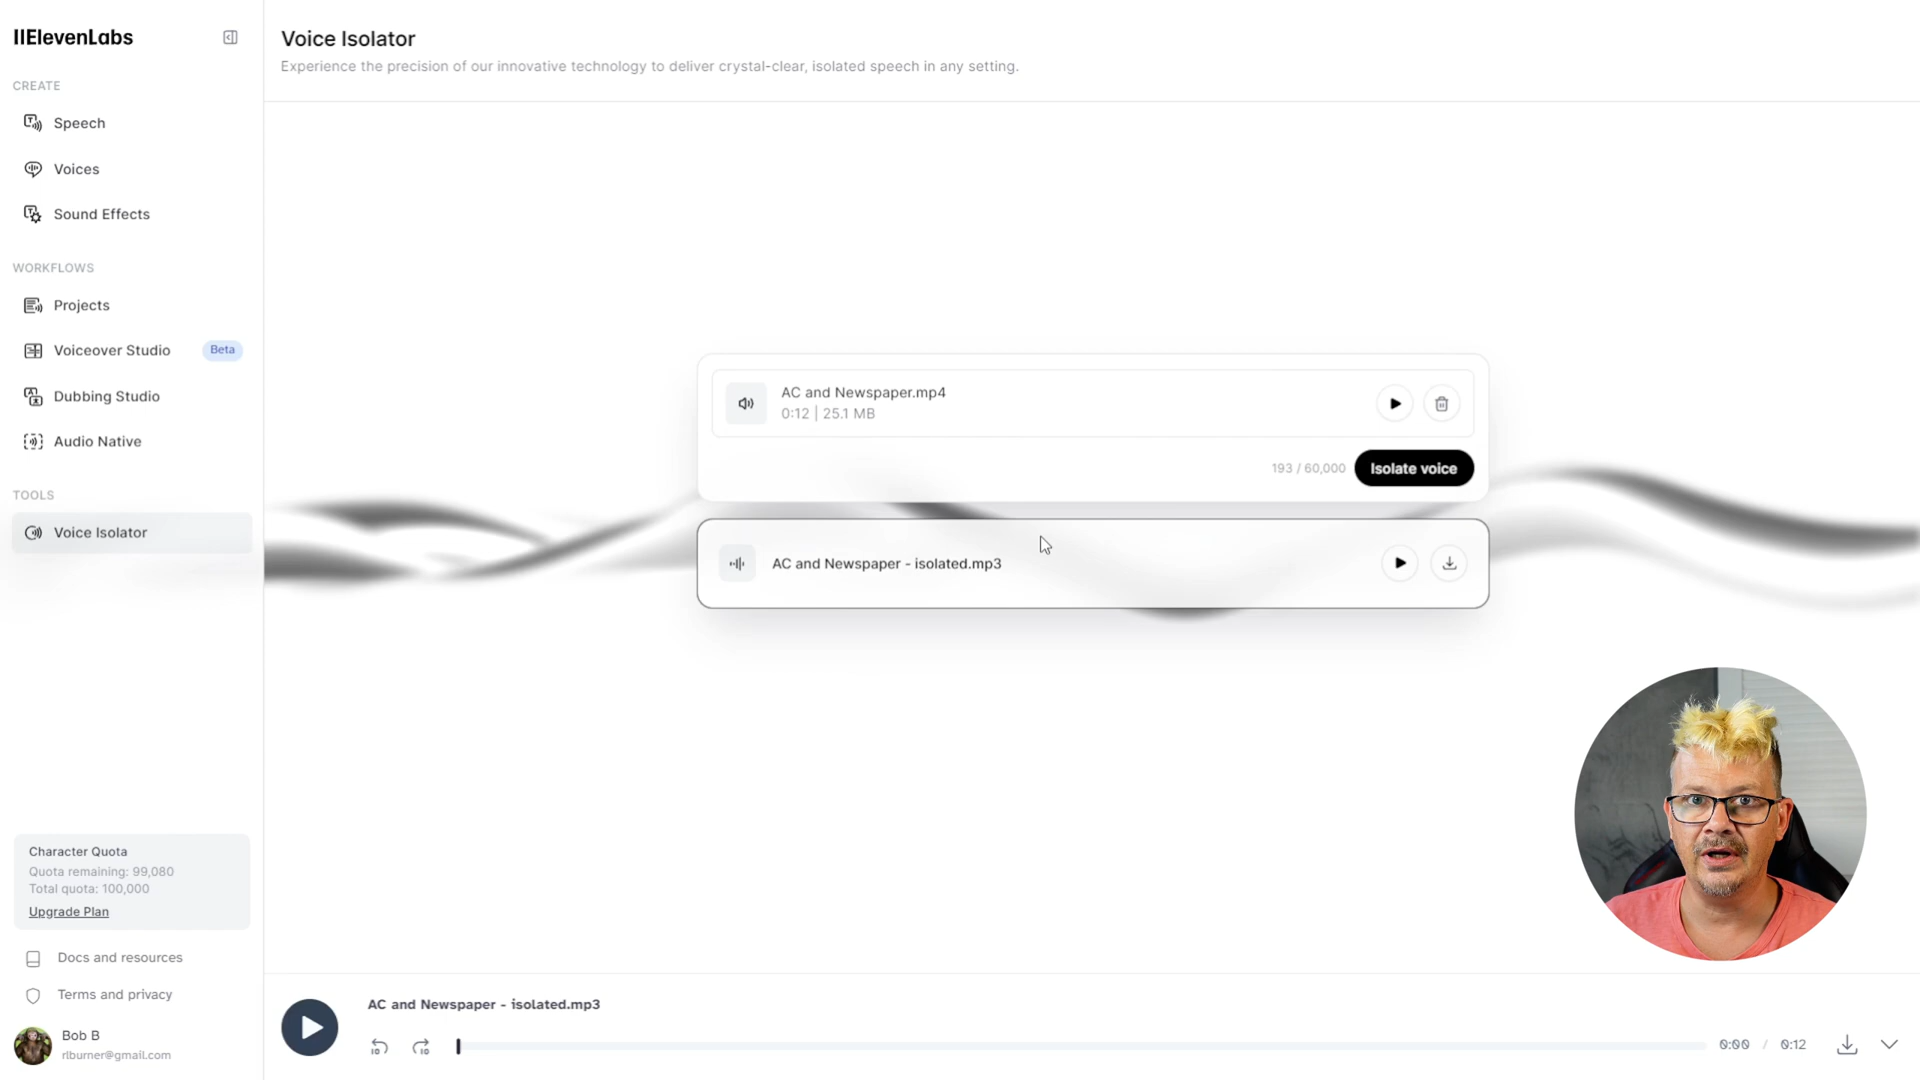 IIElevenLabs
CREATE
Speech
Voices
Sound Effects
WORKFLOWS
Projects
Voiceover Studio
Beta
Dubbing Studio
Audio Native
TOOLS
Voice Isolator
Character Quota
Quota remaining: 99,080
Total quota: 100,000
Upgrade Plan
Docs and resources
Terms and privacy
Bob B
rlburner@gmail.com
Voice Isolator
Experience the precision of our innovative technology to deliver crystal-clear, isolated speech in any setting.
AC and Newspaper.mp4
0:12 | 25.1 MB
193 / 60,000
Isolate voice
AC and Newspaper - isolated.mp3
AC and Newspaper - isolated.mp3
10
10
0:00 / 0:12